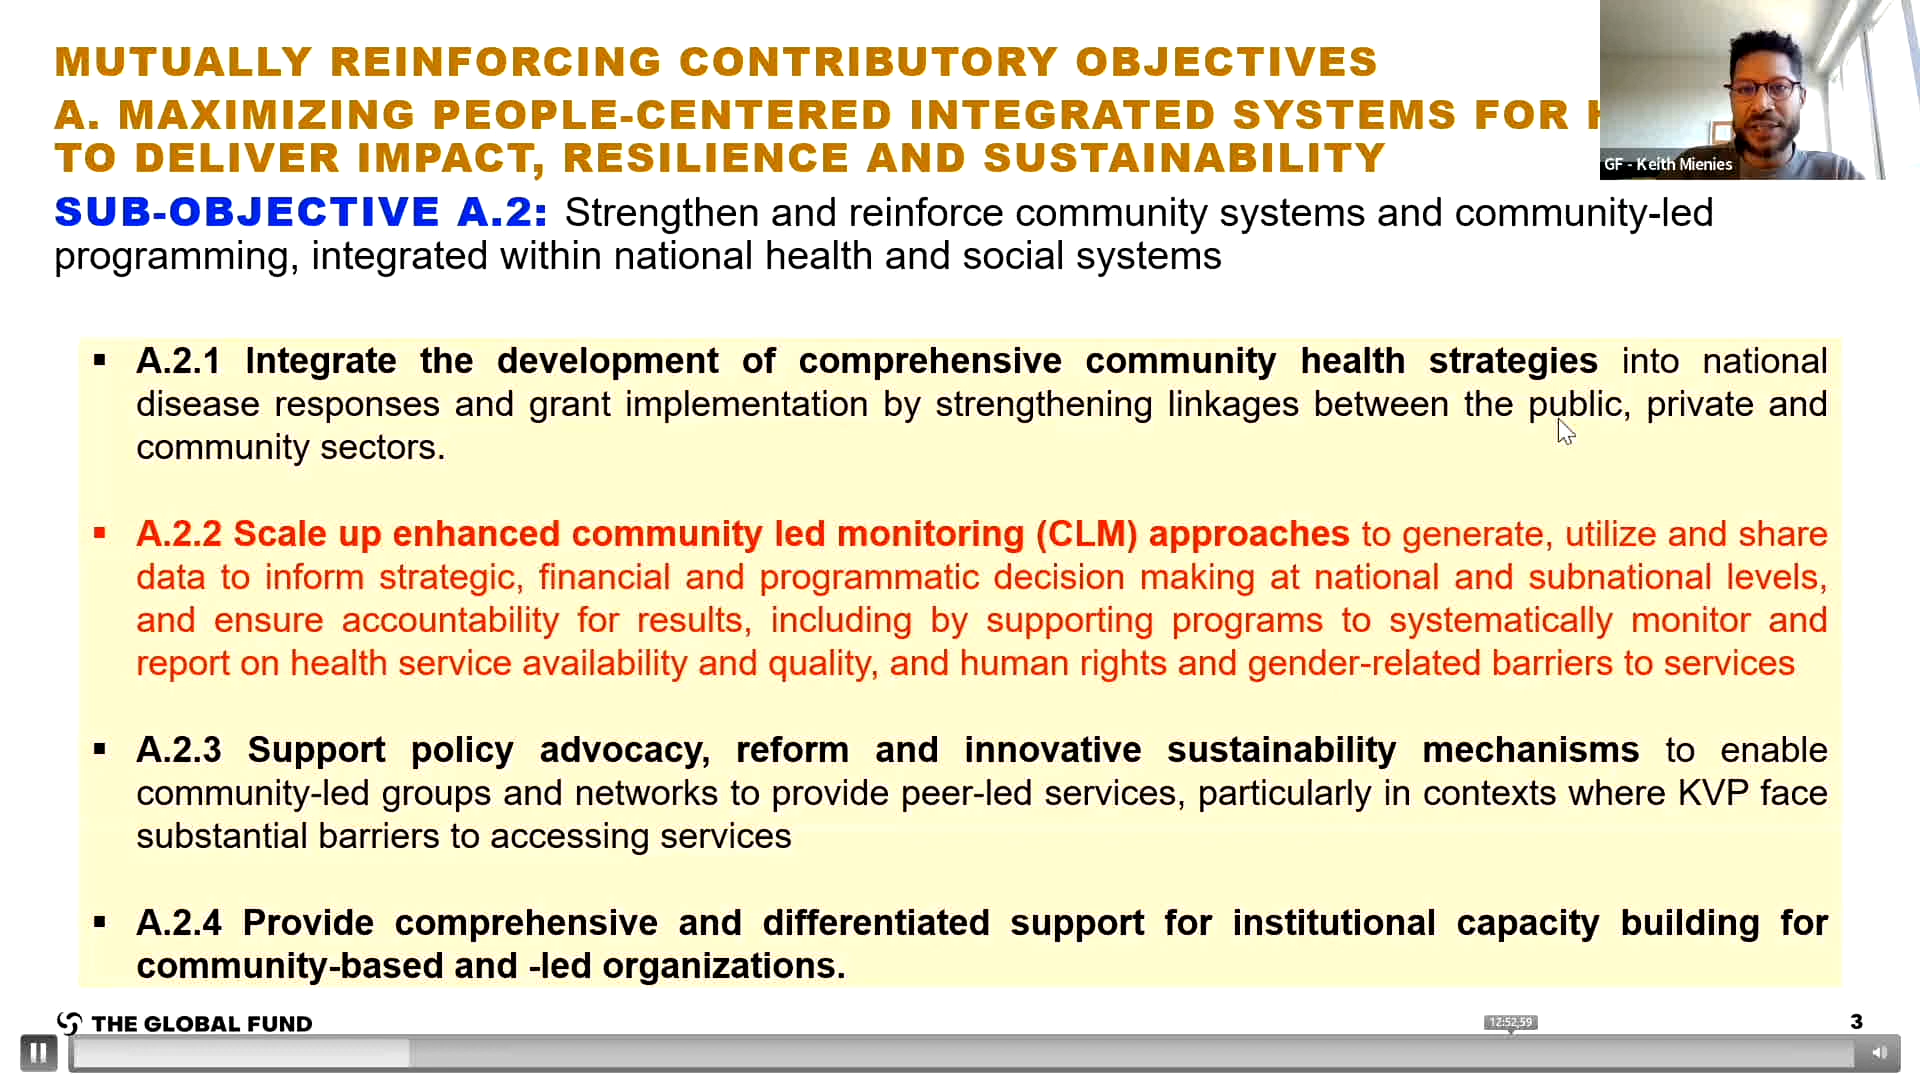 MUTUALLY REINFORCING CONTRIBUTORY OBJECTIVES
A. MAXIMIZING PEOPLE-CENTERED INTEGRATED SYSTEMS FOR
TO DELIVER IMPACT, RESILIENCE AND SUSTAINABILITY
GF - Keith Mienies
SUB-OBJECTIVE A.2: Strengthen and reinforce community systems and community-led
programming, integrated within national health and social systems
▪ A.2.1 Integrate the development of comprehensive community health strategies into national
disease responses and grant implementation by strengthening linkages between the public, private and
community sectors.
▪ A.2.2 Scale up enhanced community led monitoring (CLM) approaches to generate, utilize and share
data to inform strategic, financial and programmatic decision making at national and subnational levels,
and ensure accountability for results, including by supporting programs to systematically monitor and
report on health service availability and quality, and human rights and gender-related barriers to services
▪ A.2.3 Support policy advocacy, reform and innovative sustainability mechanisms to enable
community-led groups and networks to provide peer-led services, particularly in contexts where KVP face
substantial barriers to accessing services
▪ A.2.4 Provide comprehensive and differentiated support for institutional capacity building for
community-based and -led organizations.
THE GLOBAL FUND
12:52:59
3